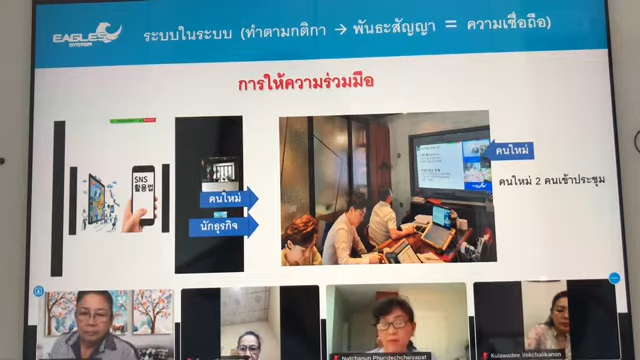 EAGLES
SYSTEM
ระบบในระบบ (ทำตามกติกา → พันธะสัญญา = ความเชื่อถือ)
การให้ความร่วมมือ
SNS
활용법
คนใหม่
นักธุรกิจ
คนใหม่
คนใหม่ 2 คนเข้าประชุม
Natchanun Phuridechchaiyapat
Kulawadee Vekchalikanon